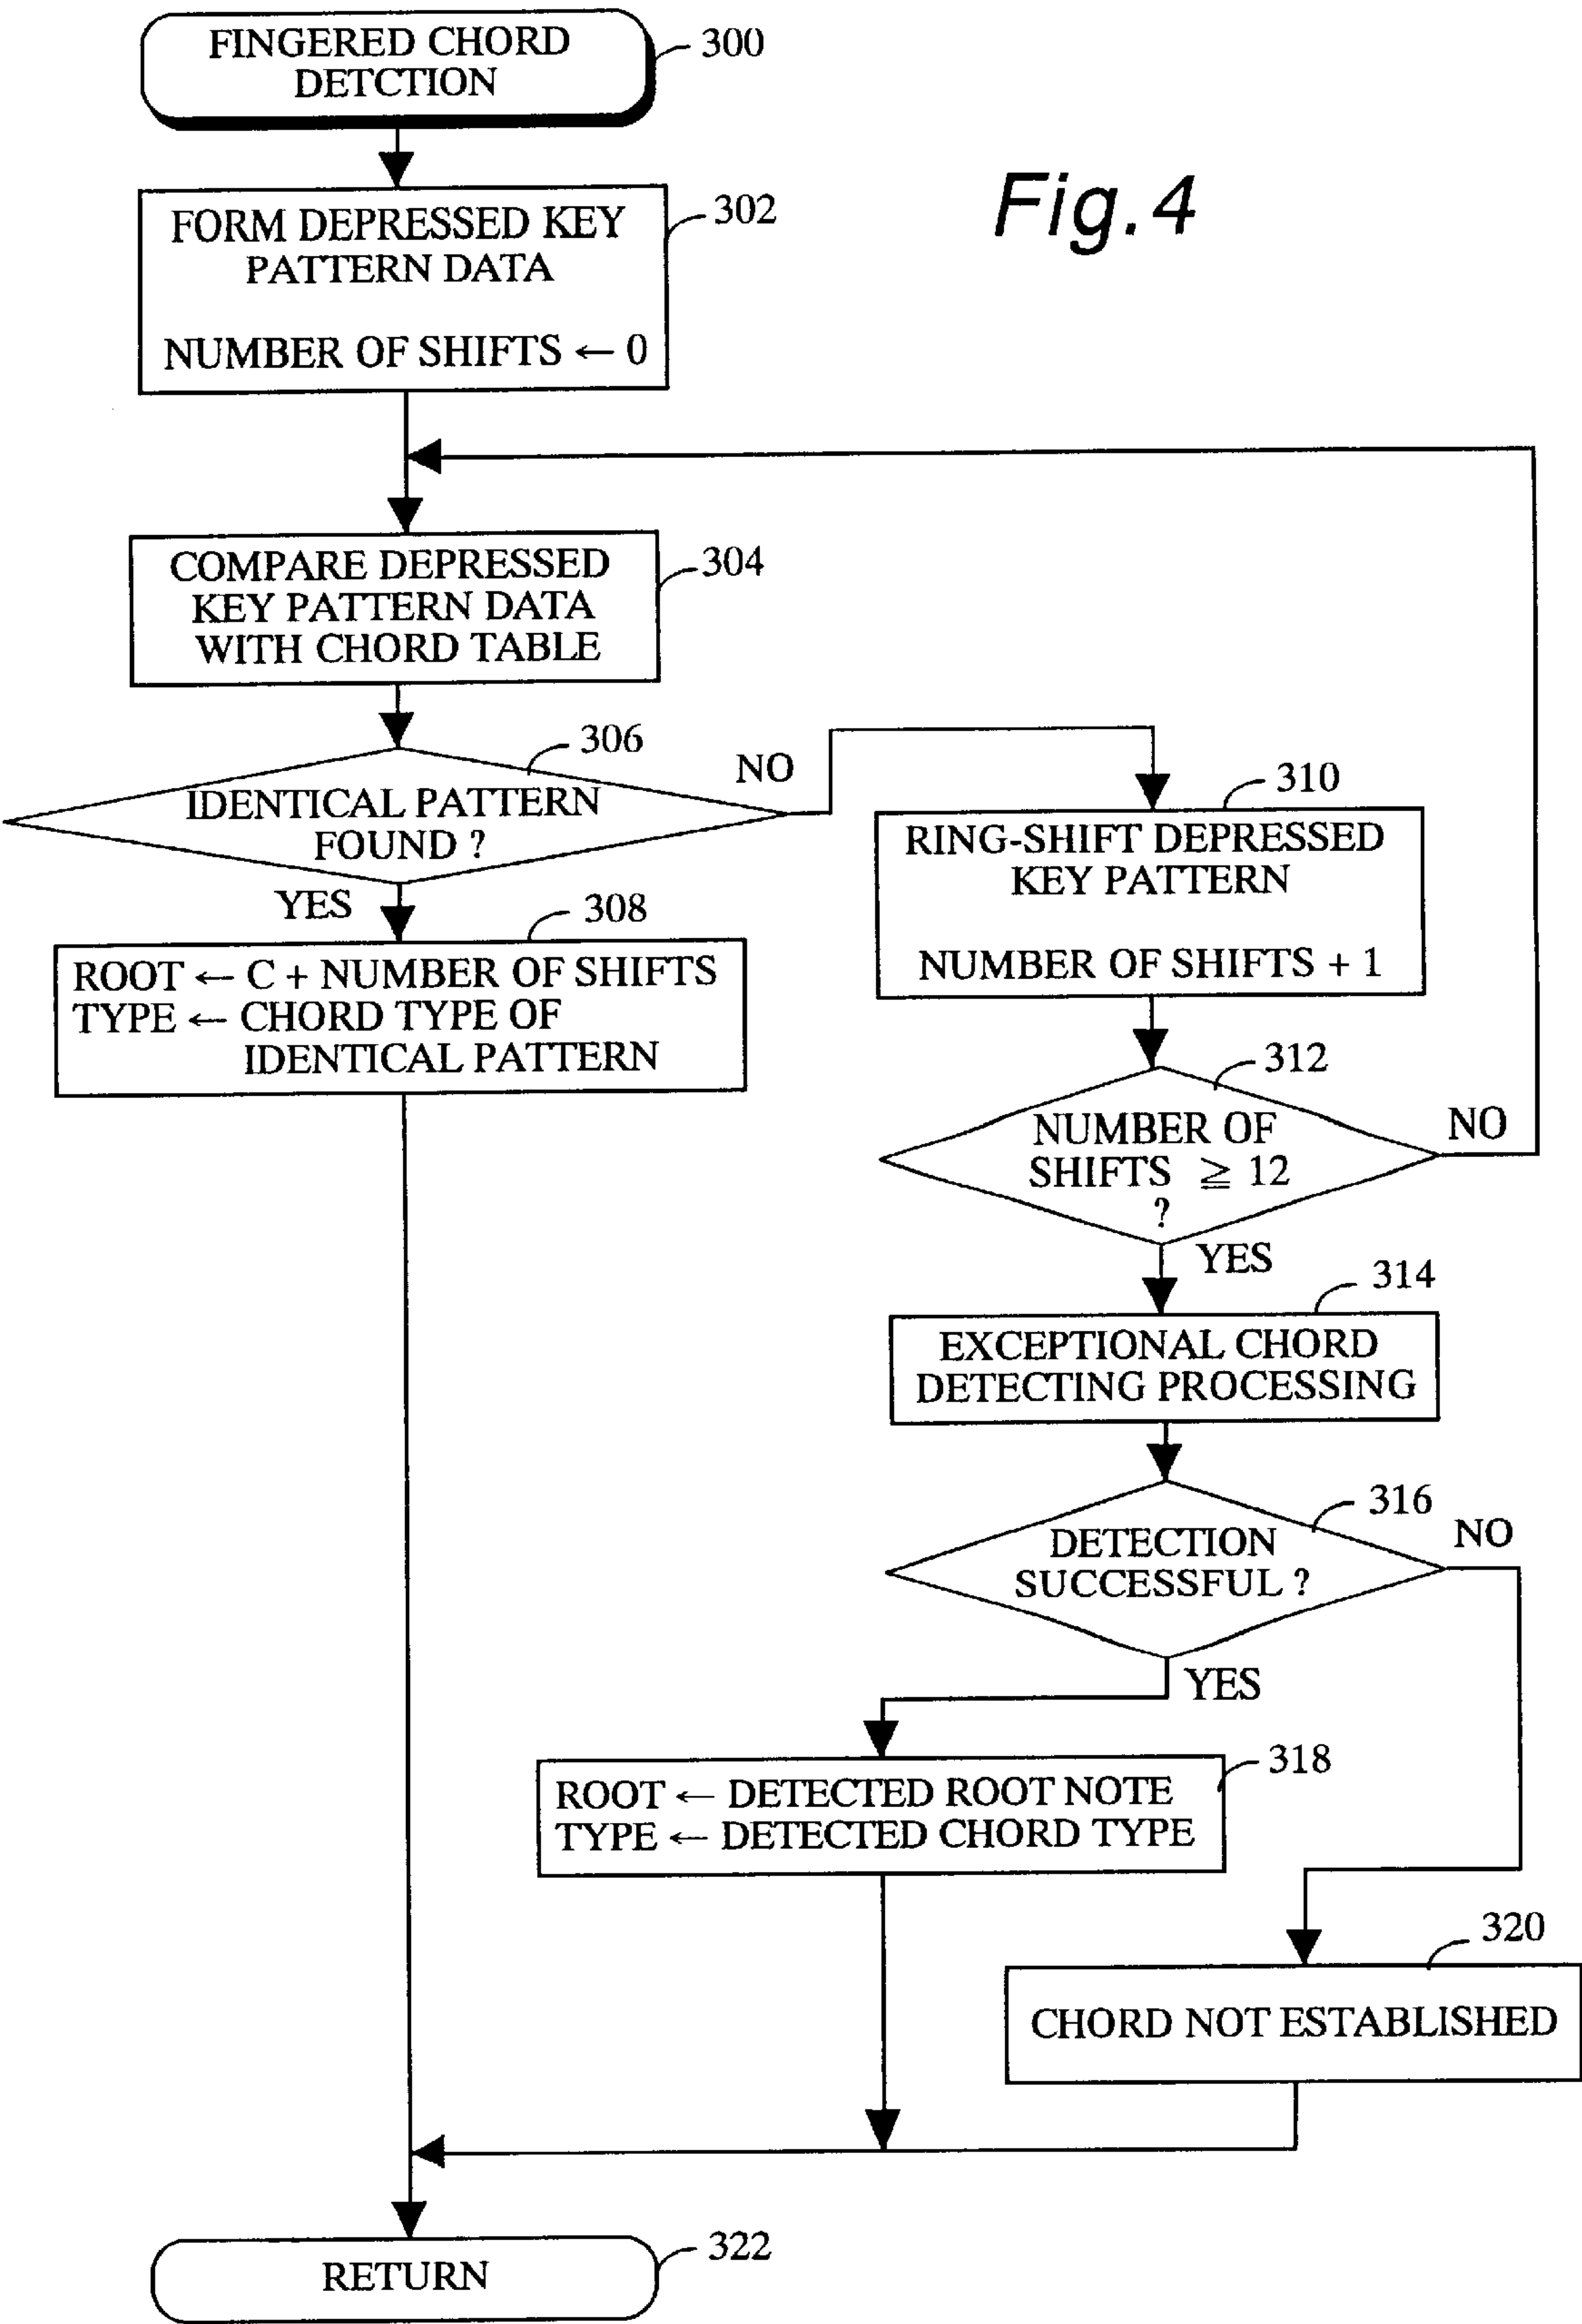 FINGERED CHORD
DETCTION
300
Fig.4
FORM DEPRESSED KEY
PATTERN DATA
NUMBER OF SHIFTS ← 0
302
COMPARE DEPRESSED
KEY PATTERN DATA
WITH CHORD TABLE
304
IDENTICAL PATTERN
FOUND ?
306
NO
YES
ROOT ← C + NUMBER OF SHIFTS
TYPE ← CHORD TYPE OF
IDENTICAL PATTERN
308
RING-SHIFT DEPRESSED
KEY PATTERN
NUMBER OF SHIFTS + 1
310
NUMBER OF
SHIFTS ≧ 12
?
312
NO
YES
EXCEPTIONAL CHORD
DETECTING PROCESSING
314
DETECTION
SUCCESSFUL ?
316
NO
YES
ROOT ← DETECTED ROOT NOTE
TYPE ← DETECTED CHORD TYPE
318
CHORD NOT ESTABLISHED
320
RETURN
322